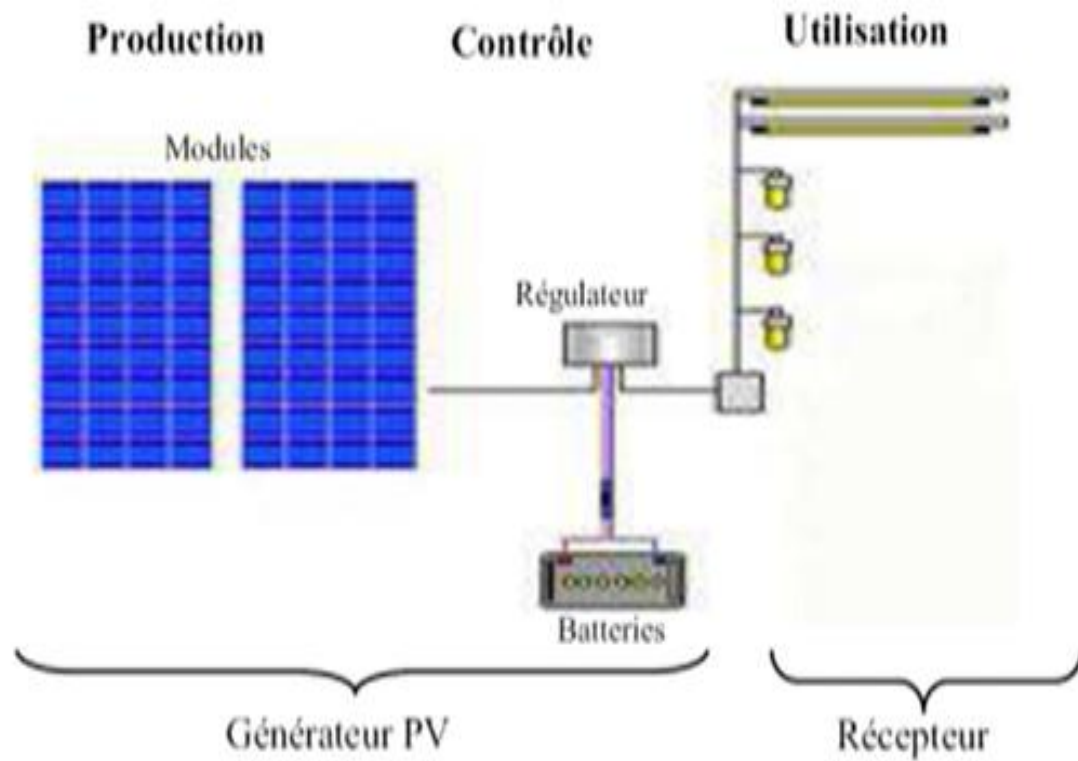 Production
Contrôle
Utilisation
Modules
Régulateur
Batteries
Générateur PV
Récepteur